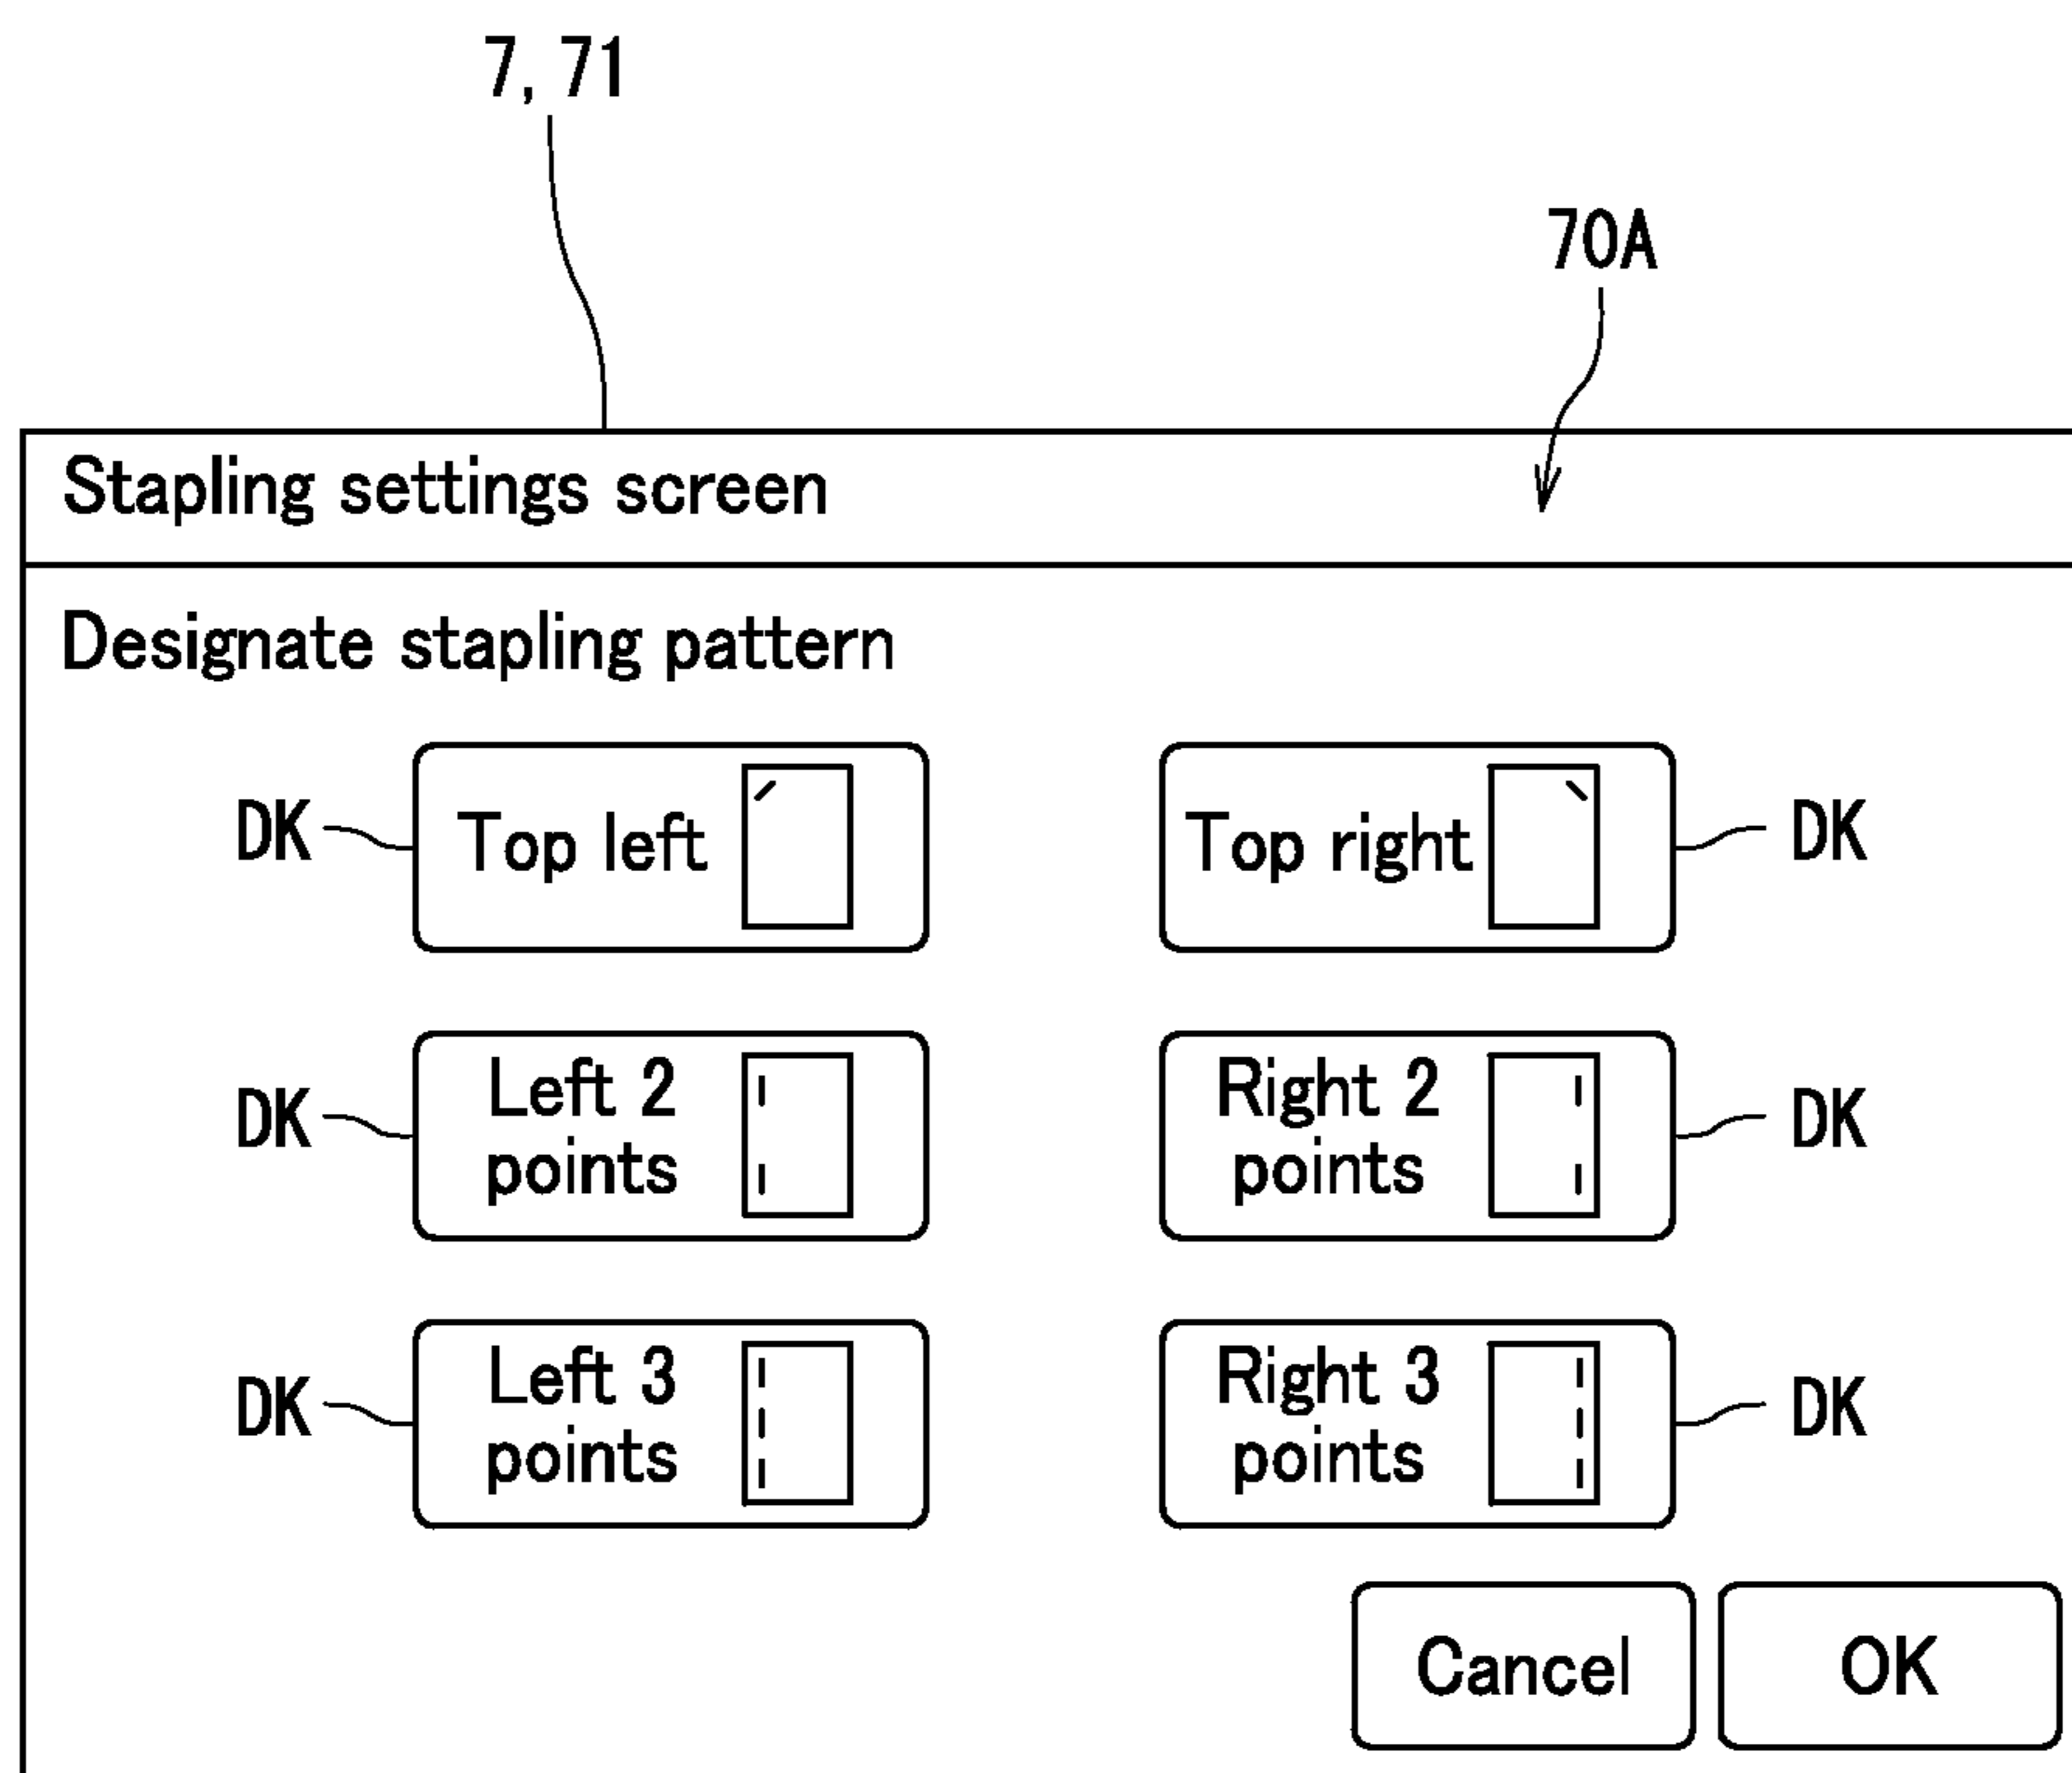 7, 71
70A
Stapling settings screen
Designate stapling pattern
DK
Top left
Top right
DK
DK
Left 2
points
Right 2
points
DK
DK
Left 3
points
Right 3
points
DK
Cancel
OK